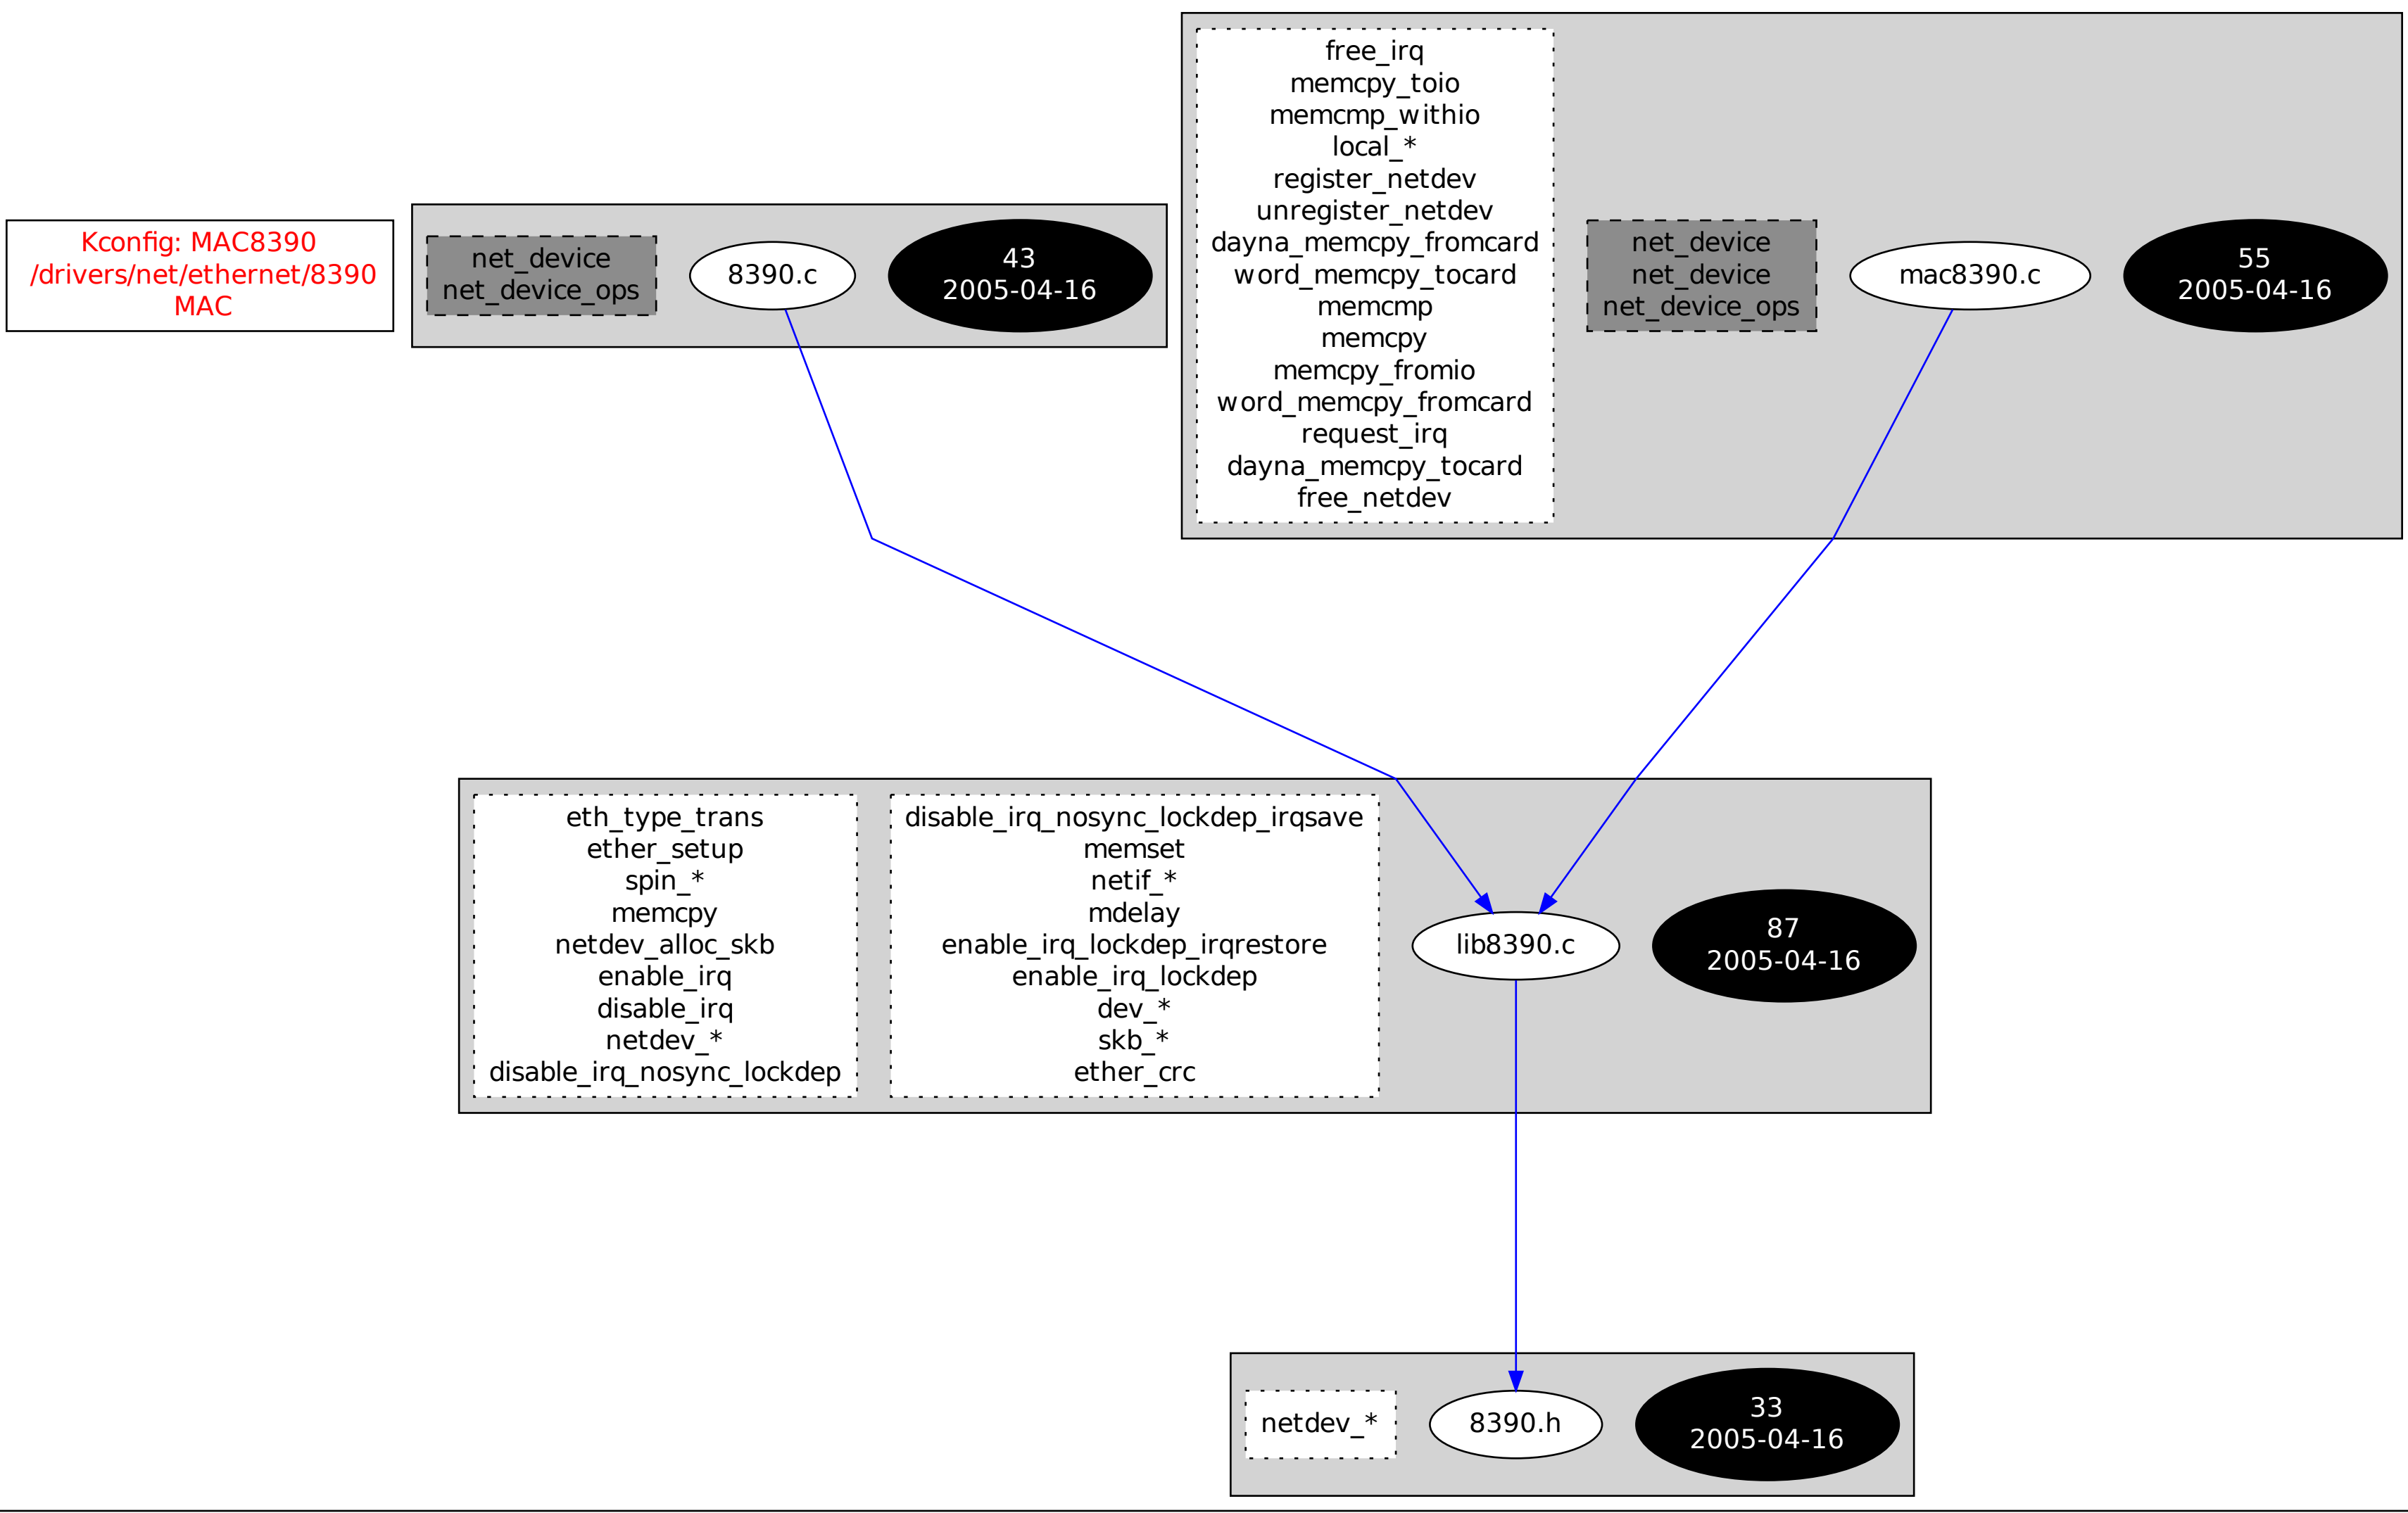 Kconfig: MAC8390
/drivers/net/ethernet/8390
MAC
net_device
net_device_ops
8390.c
43
2005-04-16
free_irq
memcpy_toio
memcmp_withio
local_*
register_netdev
unregister_netdev
dayna_memcpy_fromcard
word_memcpy_tocard
memcmp
memcpy
memcpy_fromio
word_memcpy_fromcard
request_irq
dayna_memcpy_tocard
free_netdev
net_device
net_device
net_device_ops
mac8390.c
55
2005-04-16
eth_type_trans
ether_setup
spin_*
memcpy
netdev_alloc_skb
enable_irq
disable_irq
netdev_*
disable_irq_nosync_lockdep
disable_irq_nosync_lockdep_irqsave
memset
netif_*
mdelay
enable_irq_lockdep_irqrestore
enable_irq_lockdep
dev_*
skb_*
ether_crc
lib8390.c
87
2005-04-16
netdev_*
8390.h
33
2005-04-16